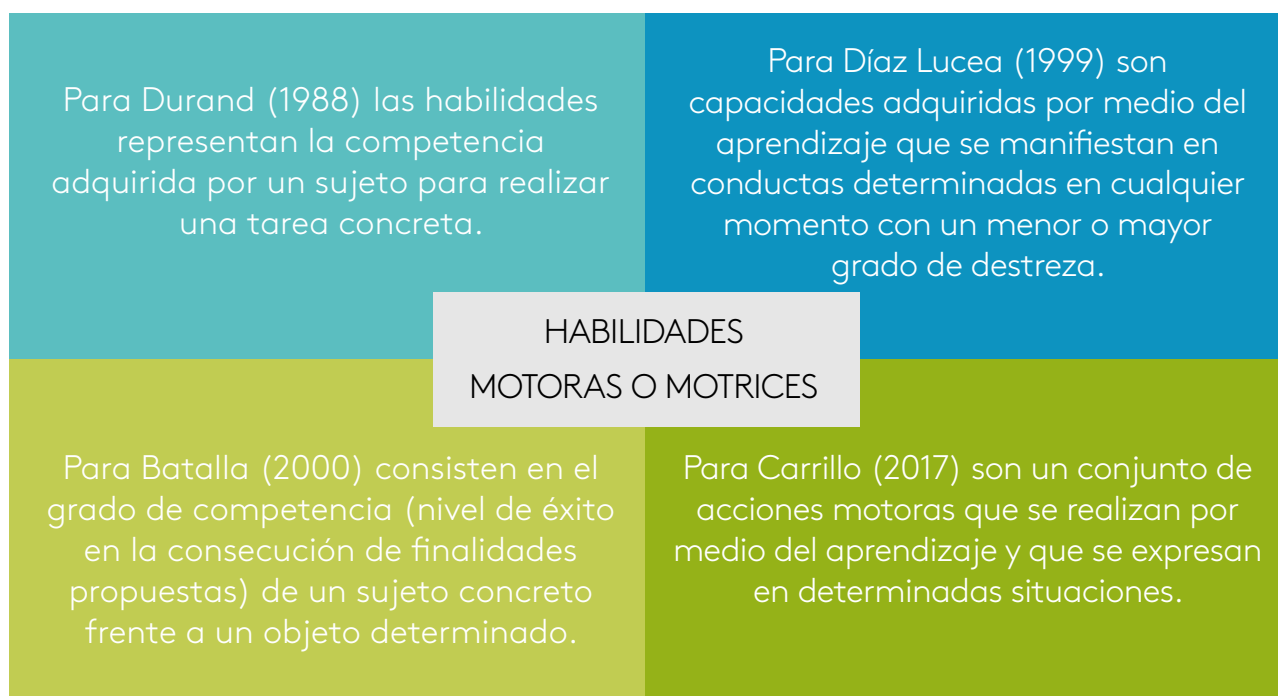 Para Durand (1988) las habilidades
representan la competencia
adquirida por un sujeto para realizar
una tarea concreta.
Para Díaz Lucea (1999) son
capacidades adquiridas por medio del
aprendizaje que se manifiestan en
conductas determinadas en cualquier
momento con un menor o mayor
grado de destreza.
HABILIDADES
MOTORAS O MOTRICES
Para Batalla (2000) consisten en el
grado de competencia (nivel de éxito
en la consecución de finalidades
propuestas) de un sujeto concreto
frente a un objeto determinado.
Para Carrillo (2017) son un conjunto de
acciones motoras que se realizan por
medio del aprendizaje y que se expresan
en determinadas situaciones.